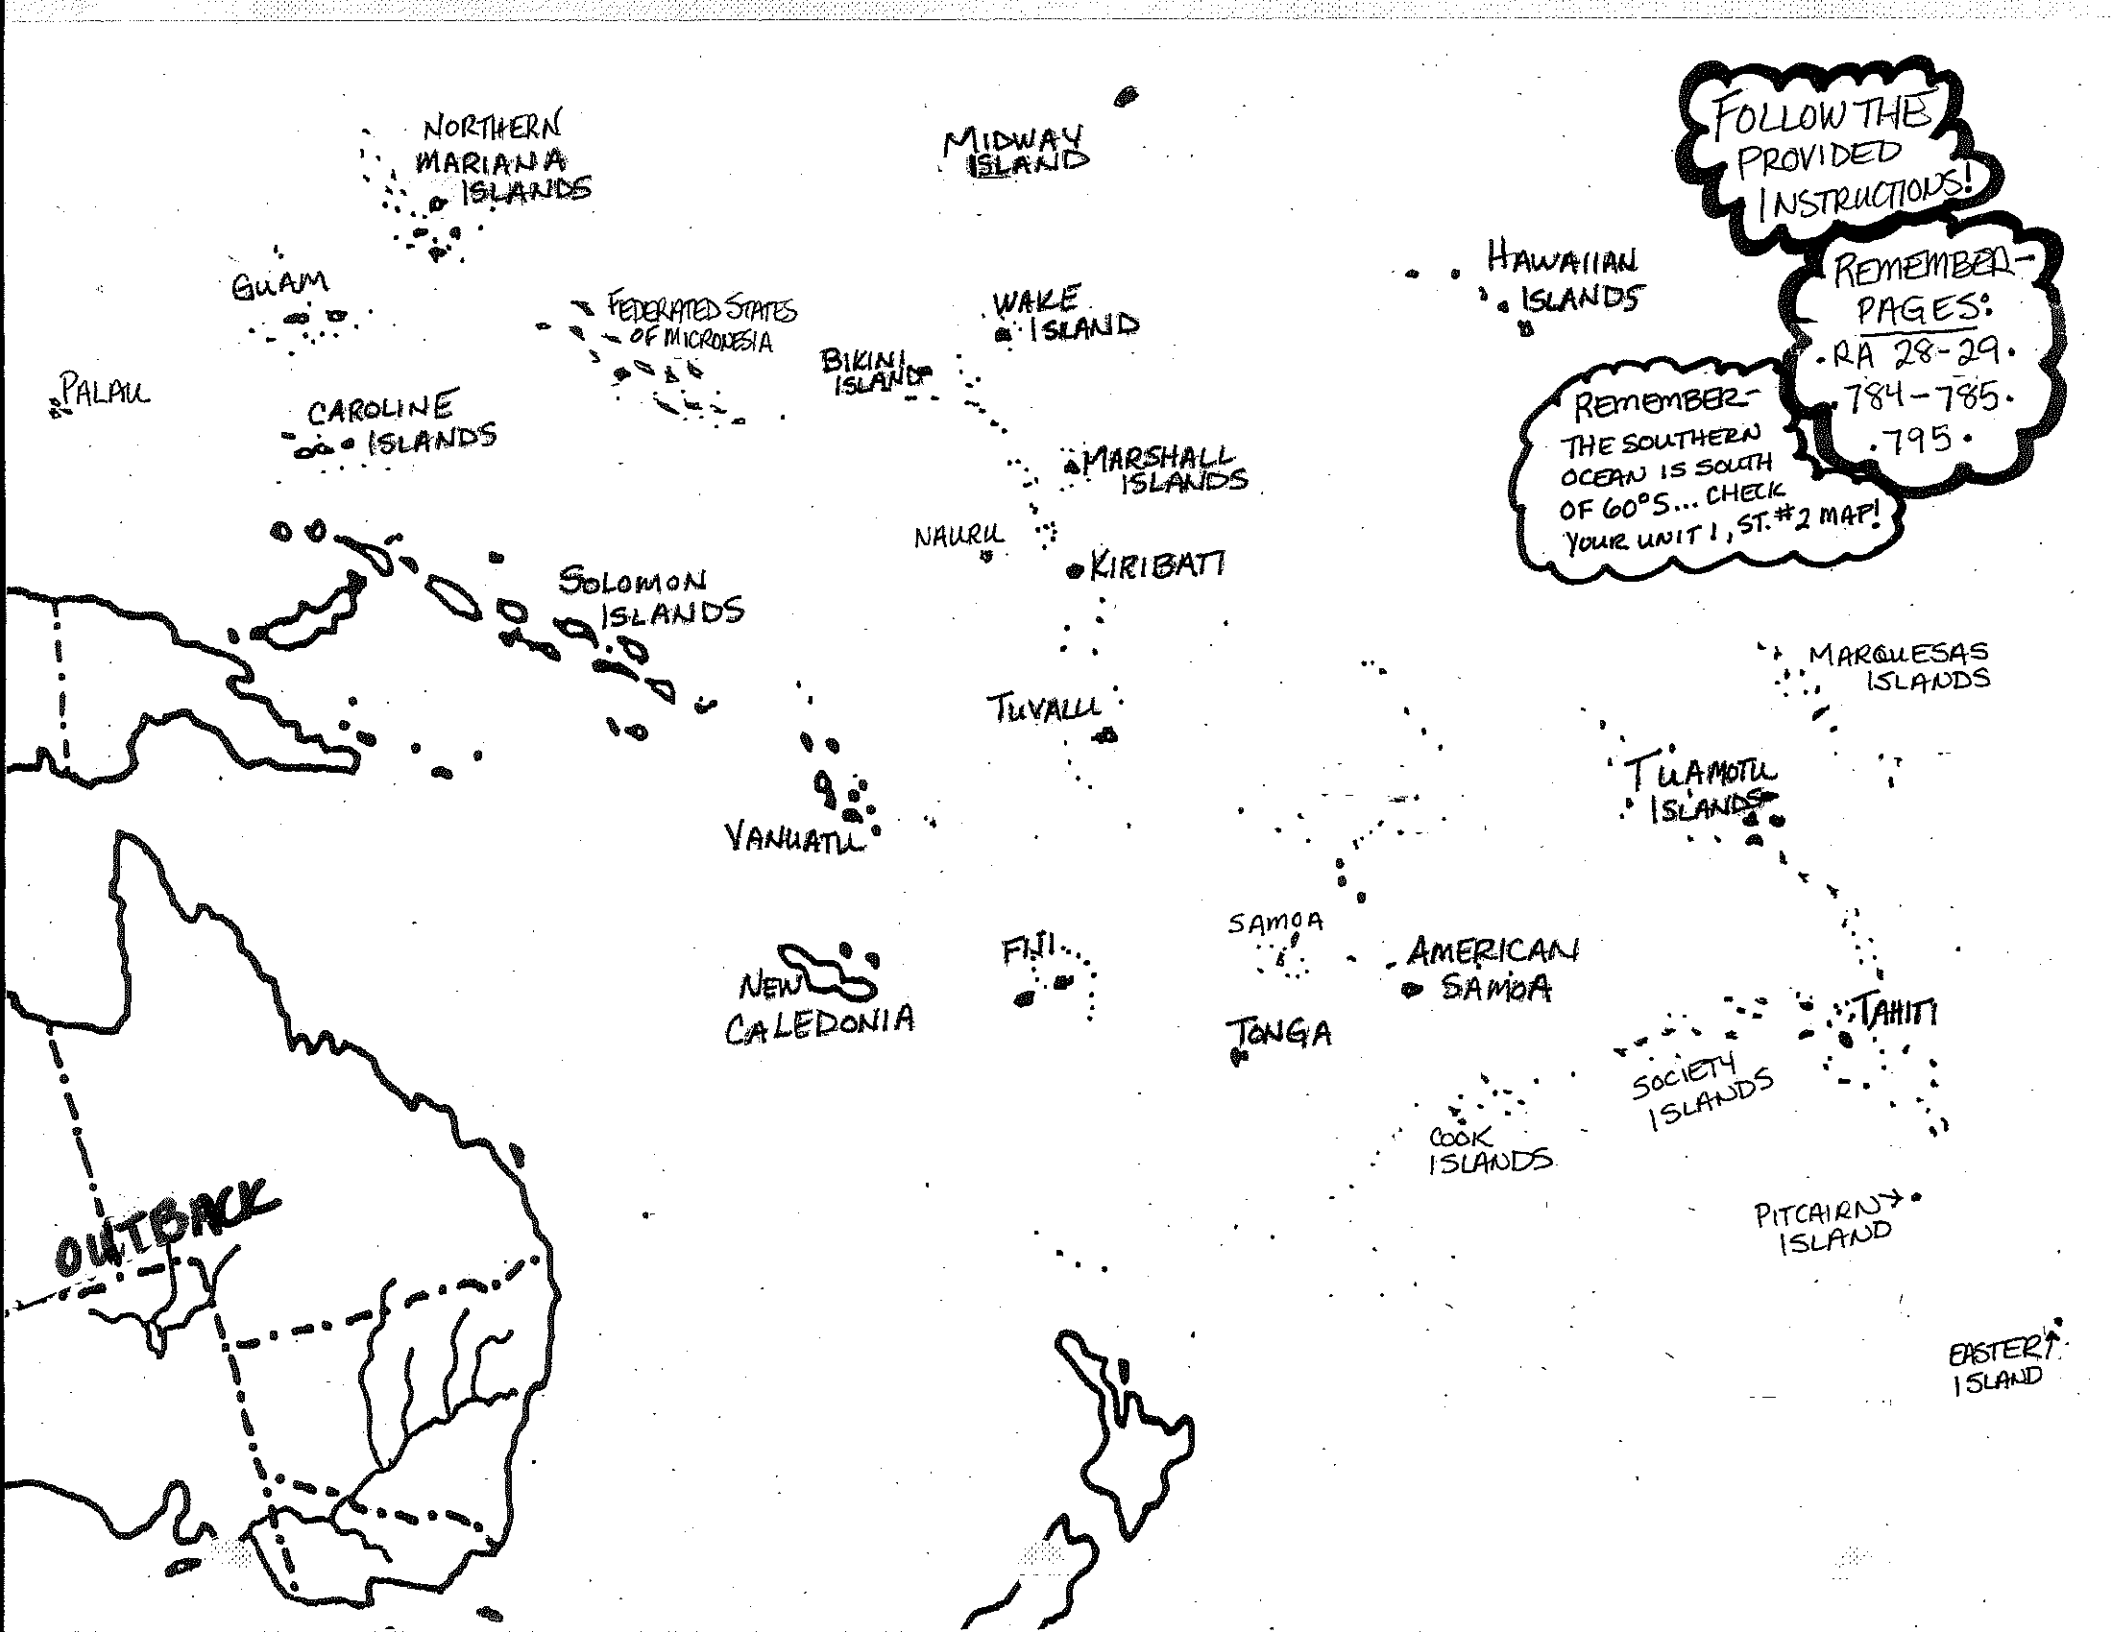 FOLLOW THE
PROVIDED
INSTRUCTIONS!
REMEMBER-
PAGES:
•RA 28-29•
•784-785•
•795•
REMEMBER-
THE SOUTHERN
OCEAN IS SOUTH
OF 60°S... CHECK
YOUR UNIT 1, ST.#2 MAP!
NORTHERN
MARIANA
ISLANDS
MIDWAY
ISLAND
HAWAIIAN
ISLANDS
GUAM
FEDERATED STATES
OF MICRONESIA
WAKE
ISLAND
BIKINI
ISLAND
PALAU
CAROLINE
ISLANDS
MARSHALL
ISLANDS
NAURU
KIRIBATI
SOLOMON
ISLANDS
MARQUESAS
ISLANDS
TUVALU
TUAMOTU
ISLANDS
VANUATU
NEW
CALEDONIA
FIJI
SAMOA
AMERICAN
SAMOA
TONGA
TAHITI
SOCIETY
ISLANDS
COOK
ISLANDS
OUTBACK
PITCAIRN→
ISLAND
EASTER↑
ISLAND